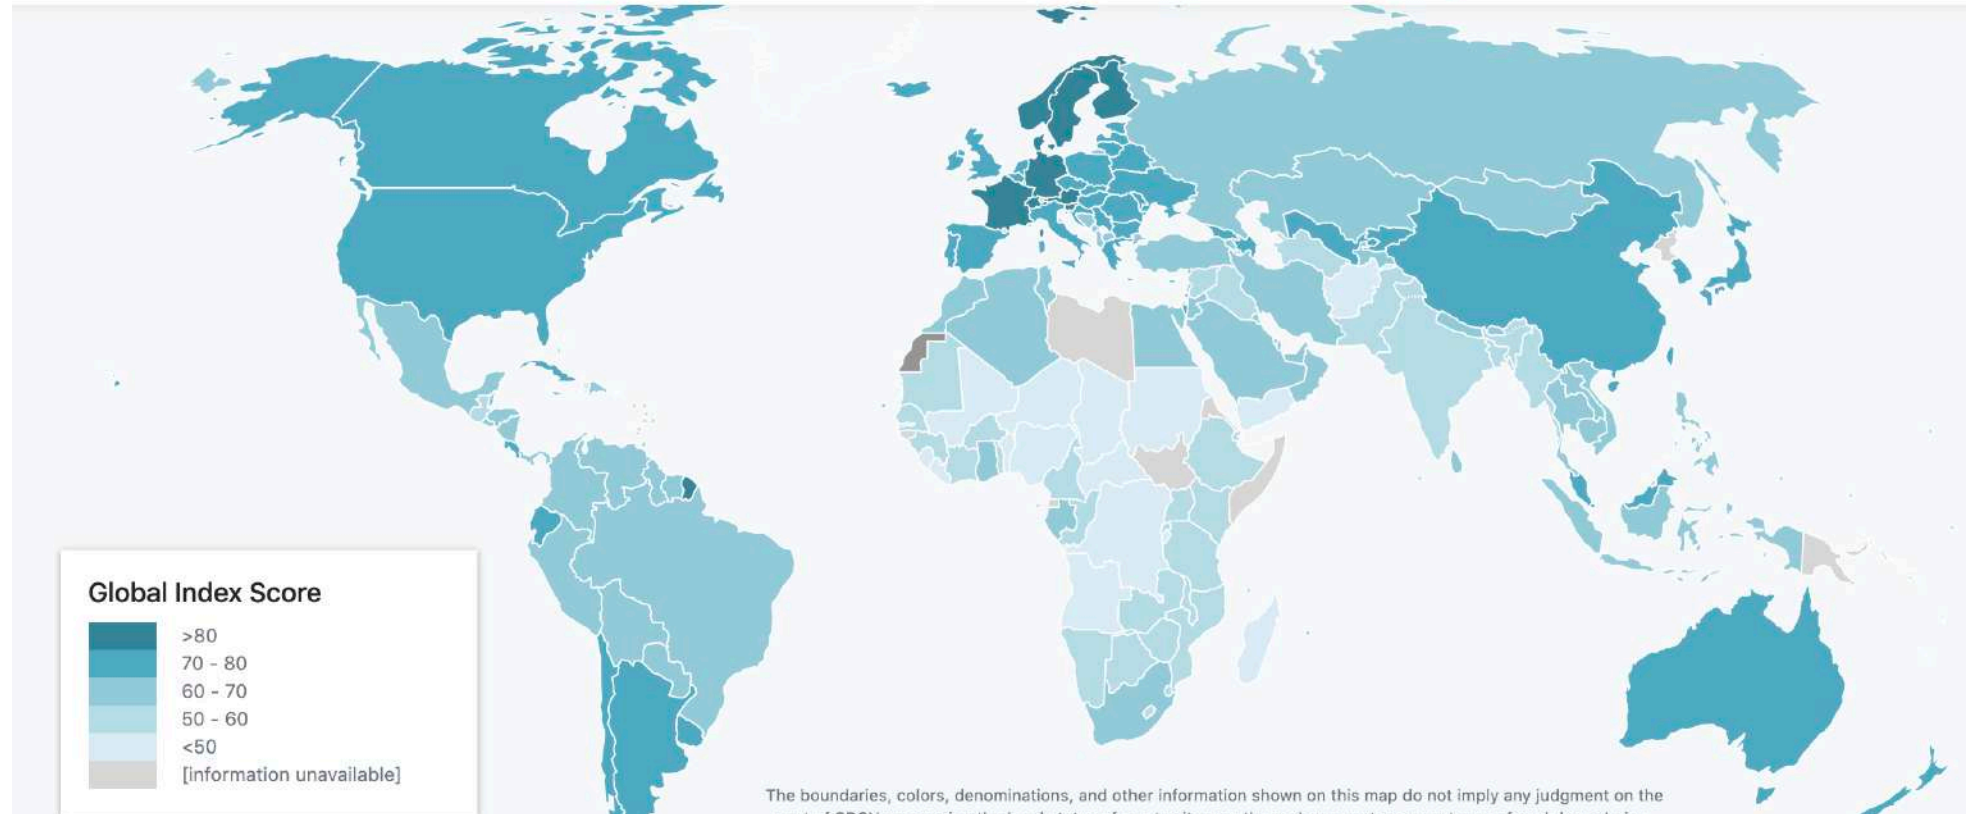 Global Index Score
>80
70 - 80
60 - 70
50 - 60
<50
[information unavailable]
The boundaries, colors, denominations, and other information shown on this map do not imply any judgment on the